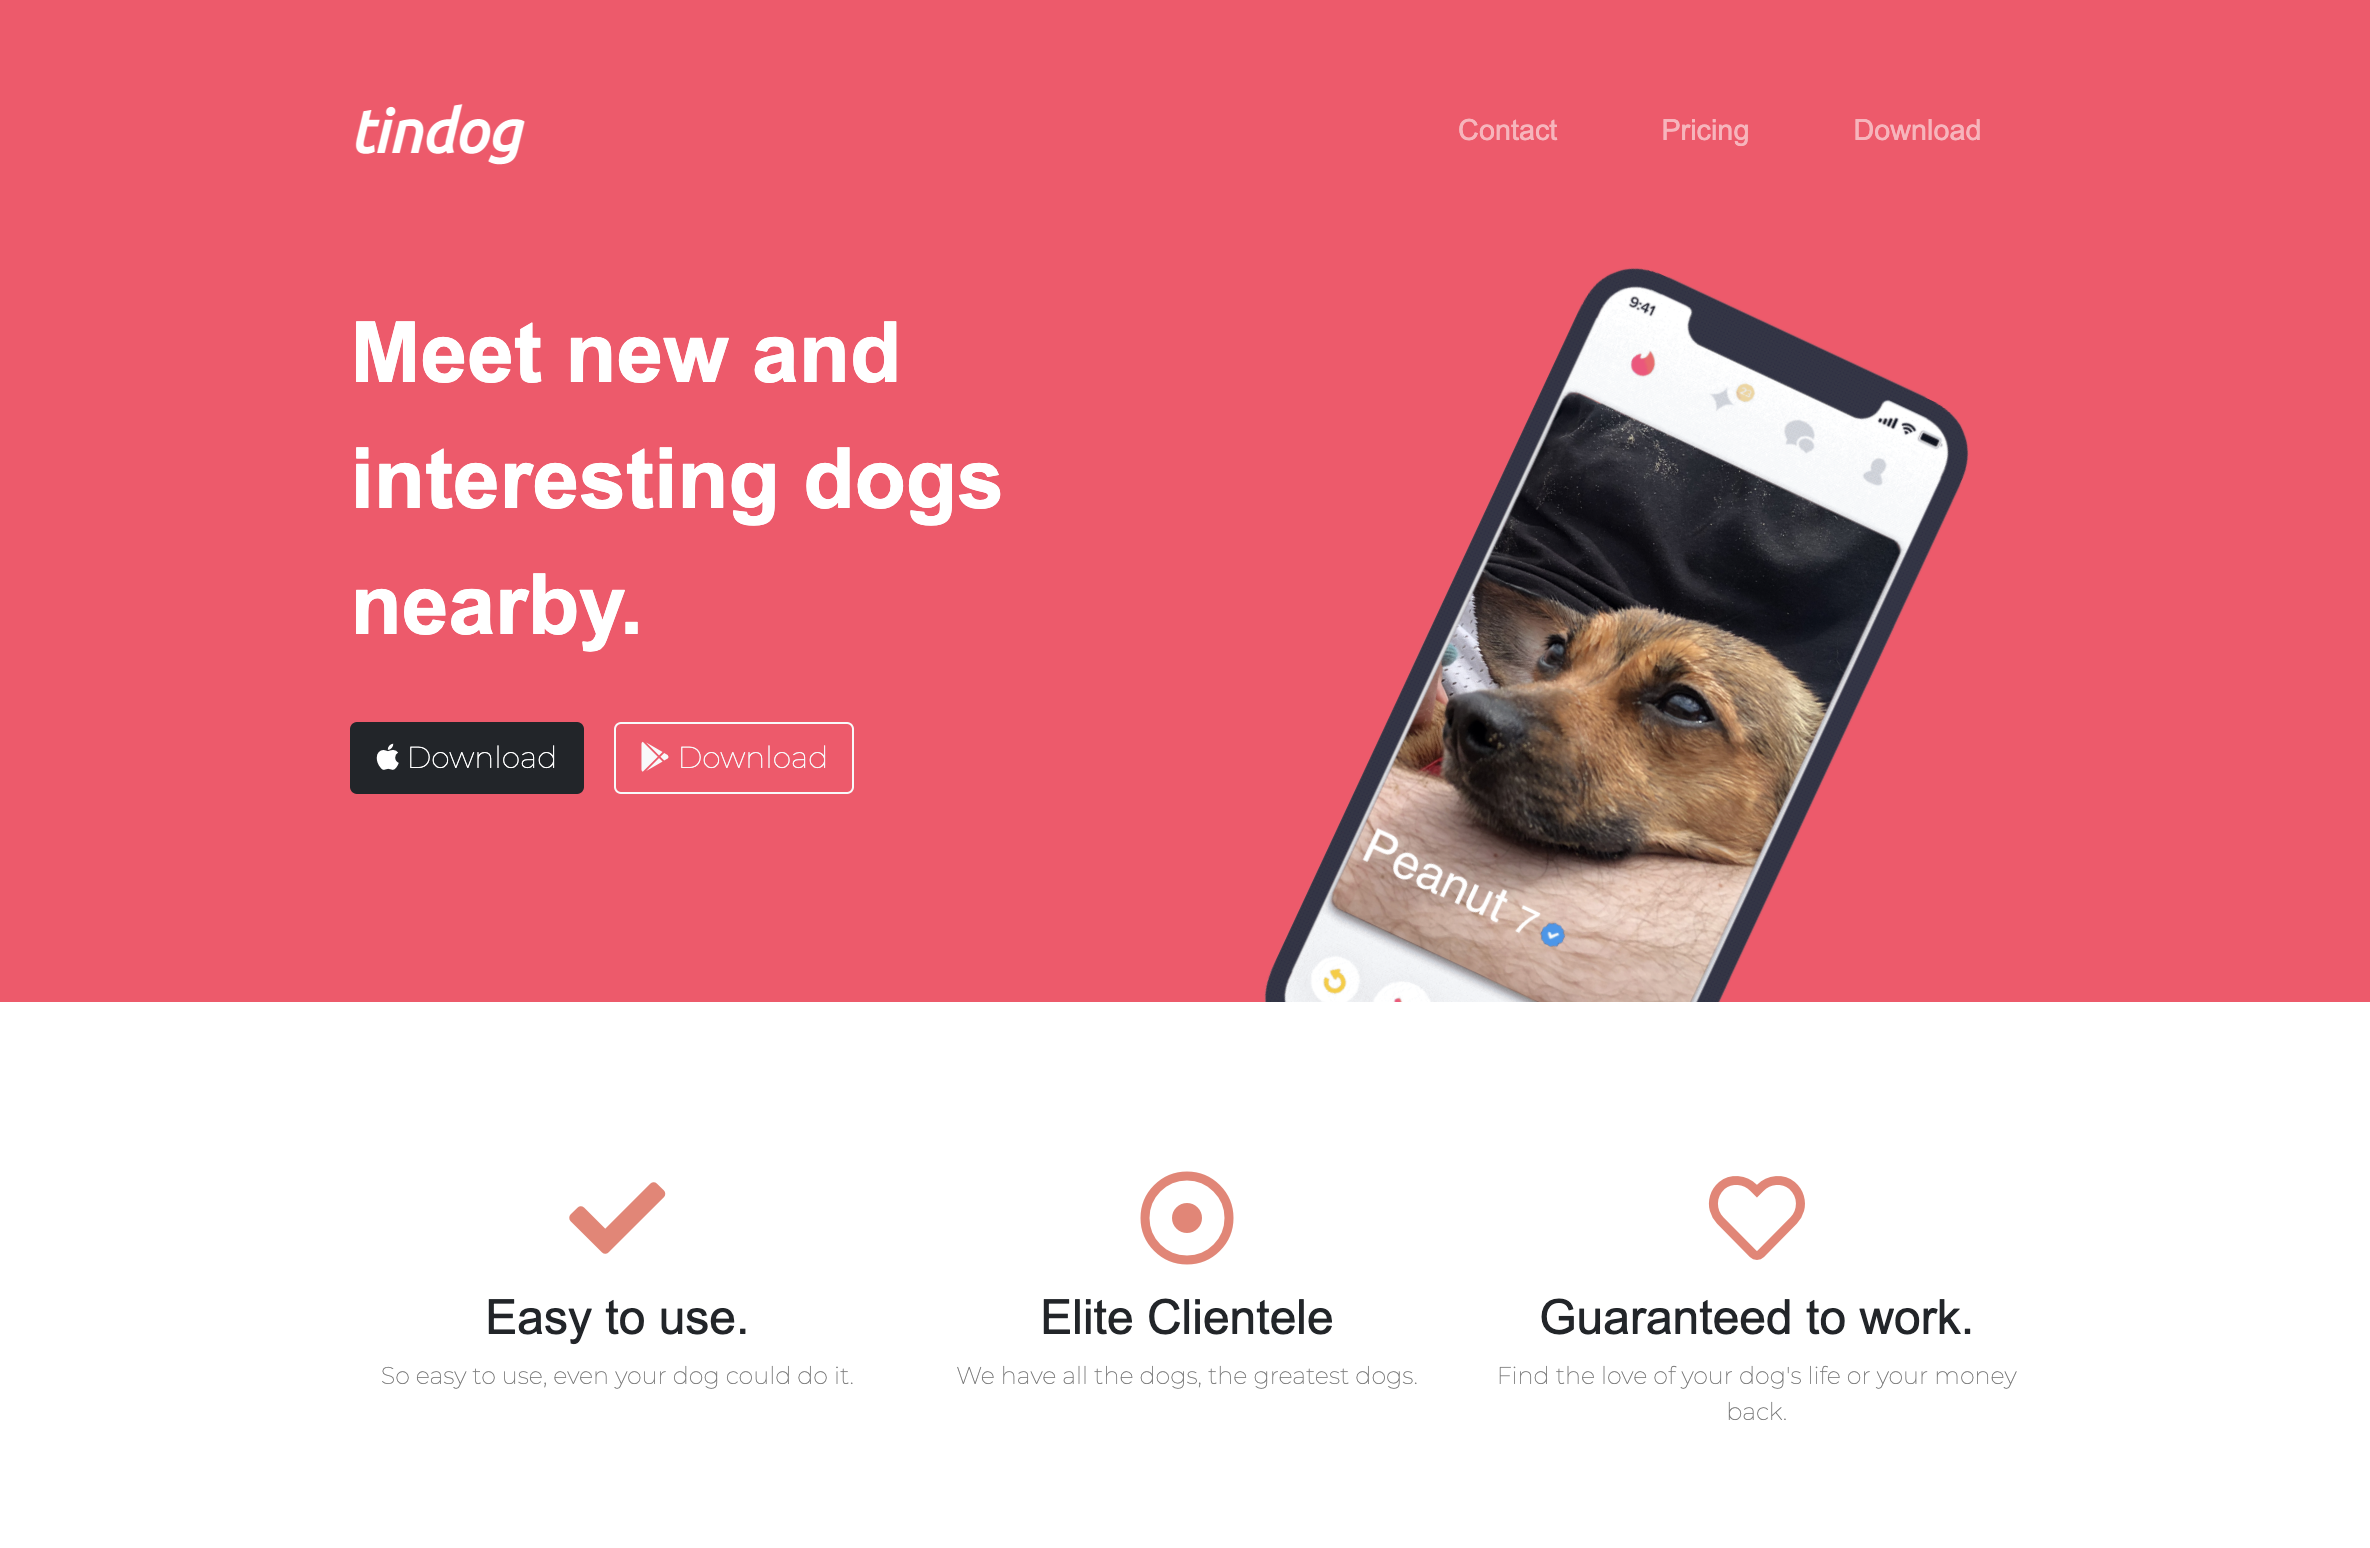 tindog
Contact
Pricing
Download
Meet new and
interesting dogs
nearby.
Download
Download
9:41
Peanut 7
Easy to use.
So easy to use, even your dog could do it.
Elite Clientele
We have all the dogs, the greatest dogs.
Guaranteed to work.
Find the love of your dog's life or your money
back.